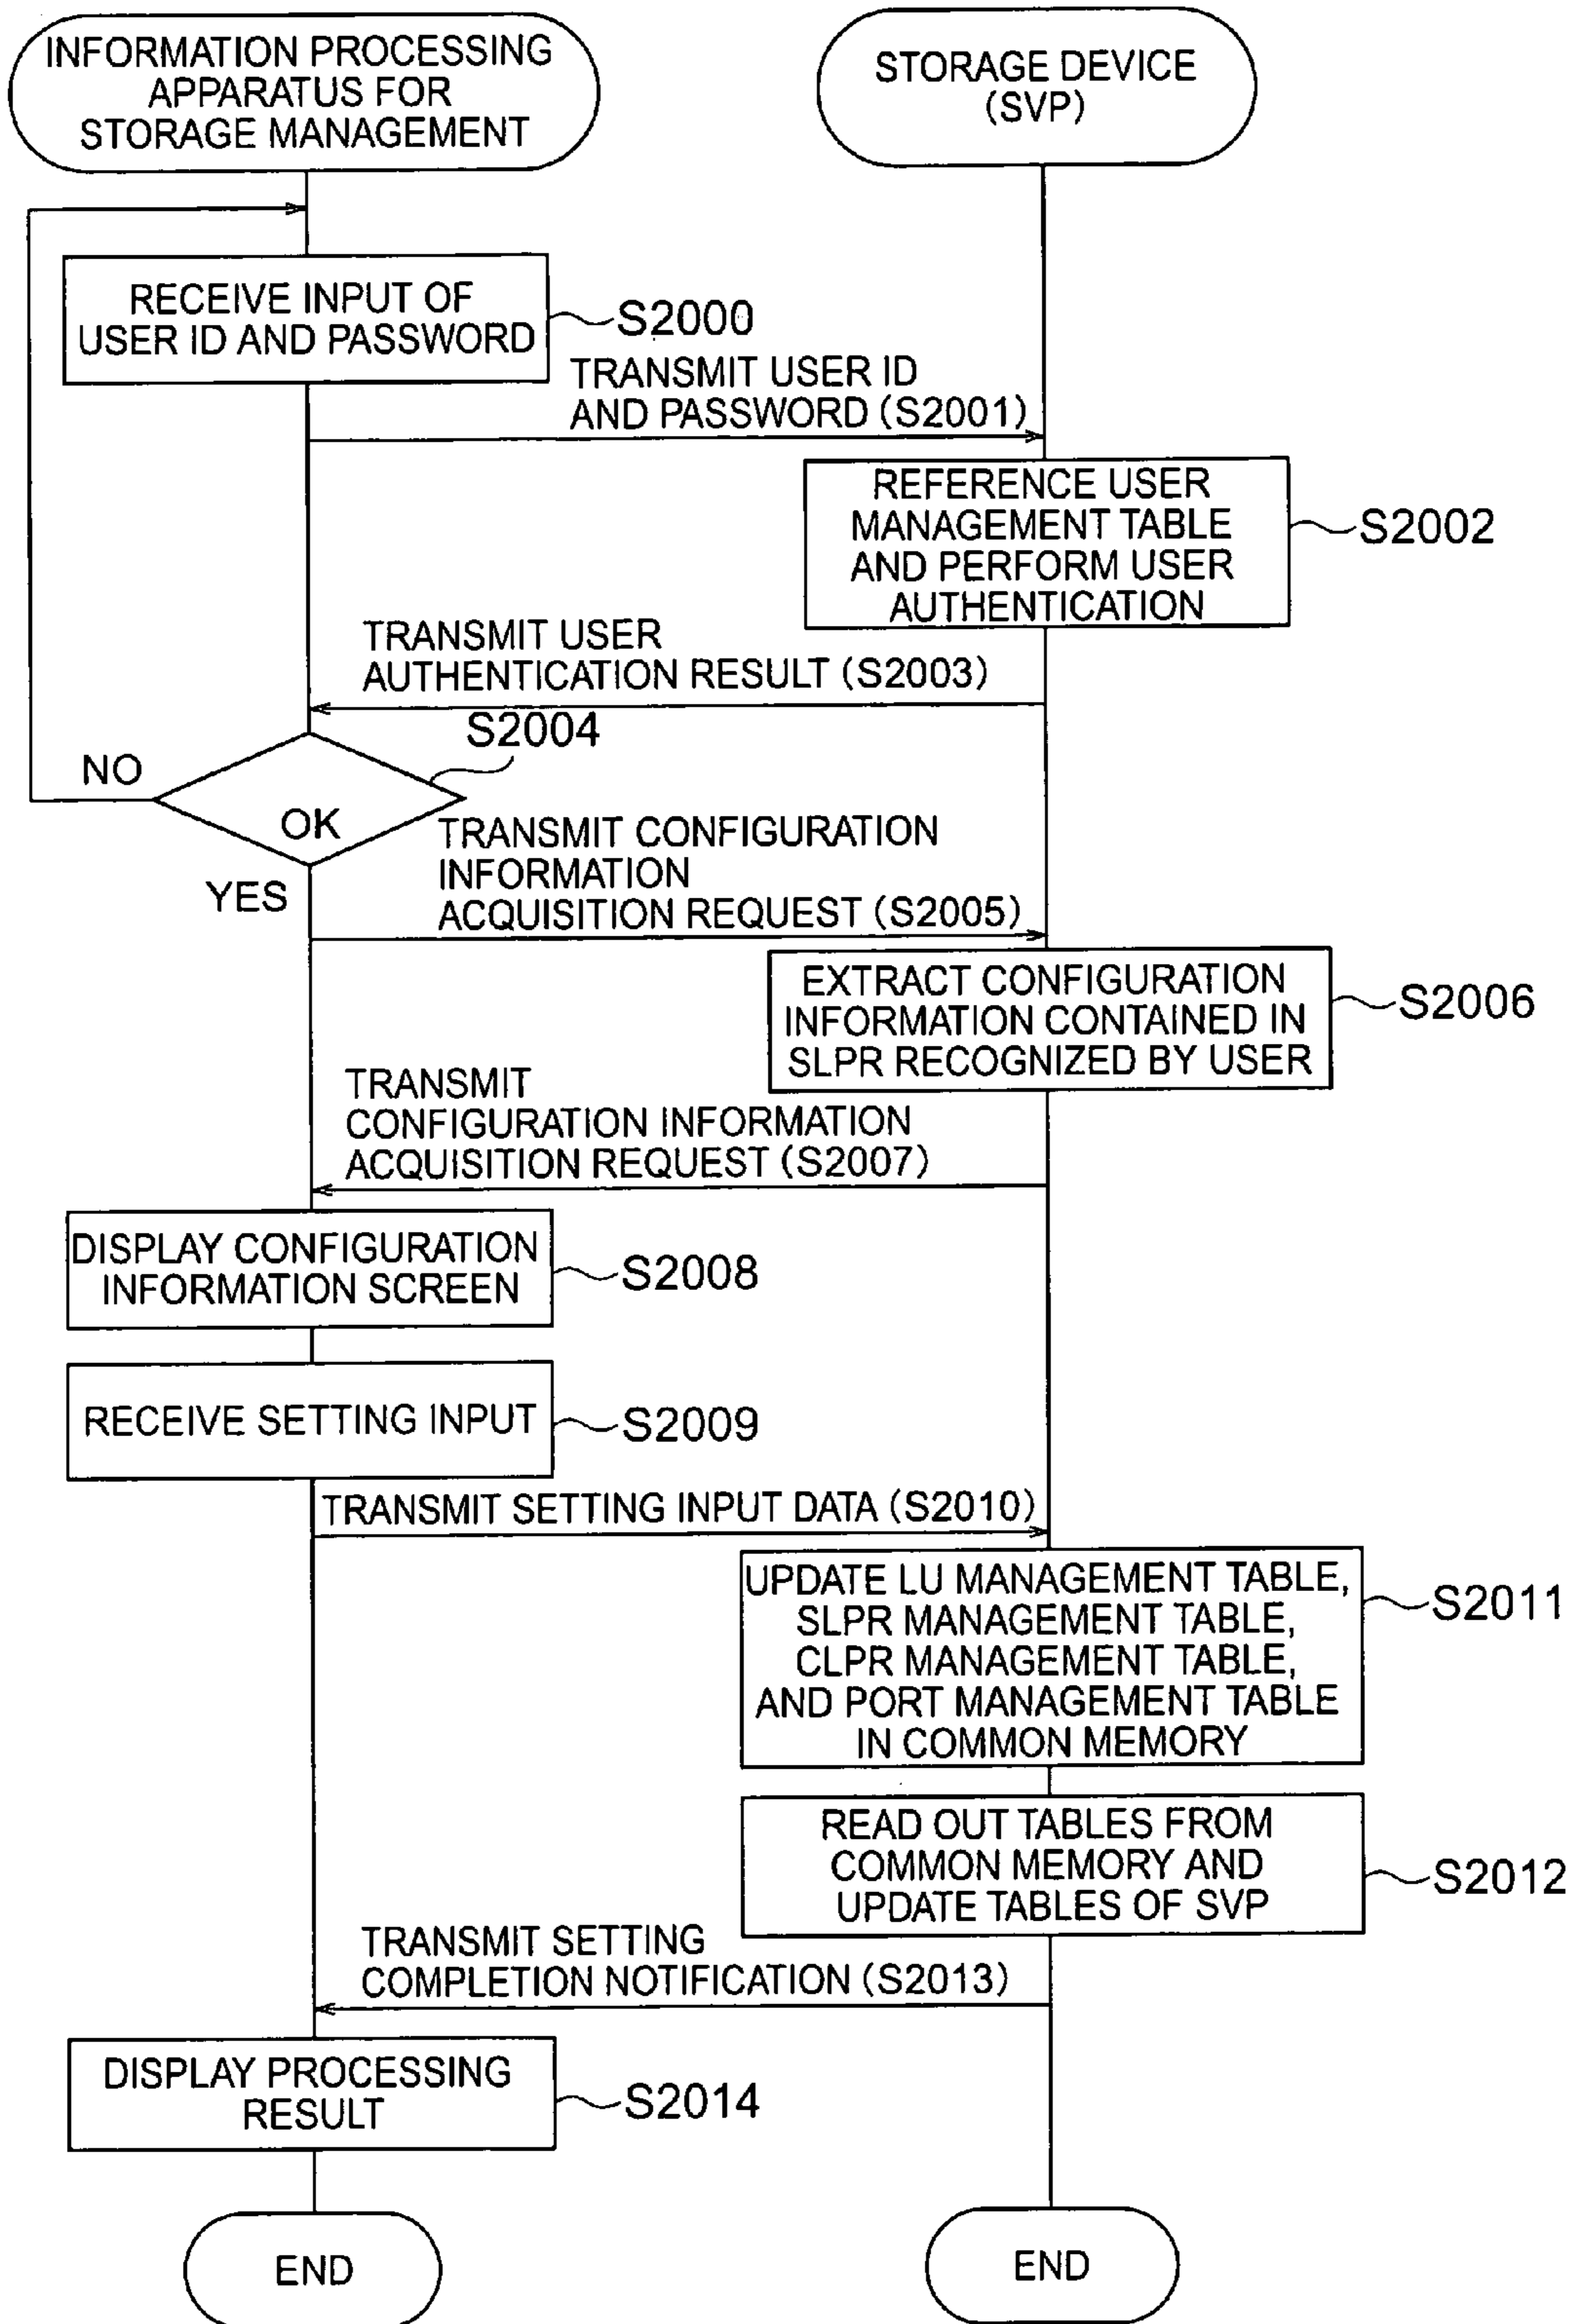 INFORMATION PROCESSING
APPARATUS FOR
STORAGE MANAGEMENT
STORAGE DEVICE
(SVP)
RECEIVE INPUT OF
USER ID AND PASSWORD
S2000
TRANSMIT USER ID
AND PASSWORD (S2001)
REFERENCE USER
MANAGEMENT TABLE
AND PERFORM USER
AUTHENTICATION
S2002
TRANSMIT USER
AUTHENTICATION RESULT (S2003)
S2004
NO
OK
YES
TRANSMIT CONFIGURATION
INFORMATION
ACQUISITION REQUEST (S2005)
EXTRACT CONFIGURATION
INFORMATION CONTAINED IN
SLPR RECOGNIZED BY USER
S2006
TRANSMIT
CONFIGURATION INFORMATION
ACQUISITION REQUEST (S2007)
DISPLAY CONFIGURATION
INFORMATION SCREEN
S2008
RECEIVE SETTING INPUT
S2009
TRANSMIT SETTING INPUT DATA (S2010)
UPDATE LU MANAGEMENT TABLE,
SLPR MANAGEMENT TABLE,
CLPR MANAGEMENT TABLE,
AND PORT MANAGEMENT TABLE
IN COMMON MEMORY
S2011
READ OUT TABLES FROM
COMMON MEMORY AND
UPDATE TABLES OF SVP
S2012
TRANSMIT SETTING
COMPLETION NOTIFICATION (S2013)
DISPLAY PROCESSING
RESULT
S2014
END
END